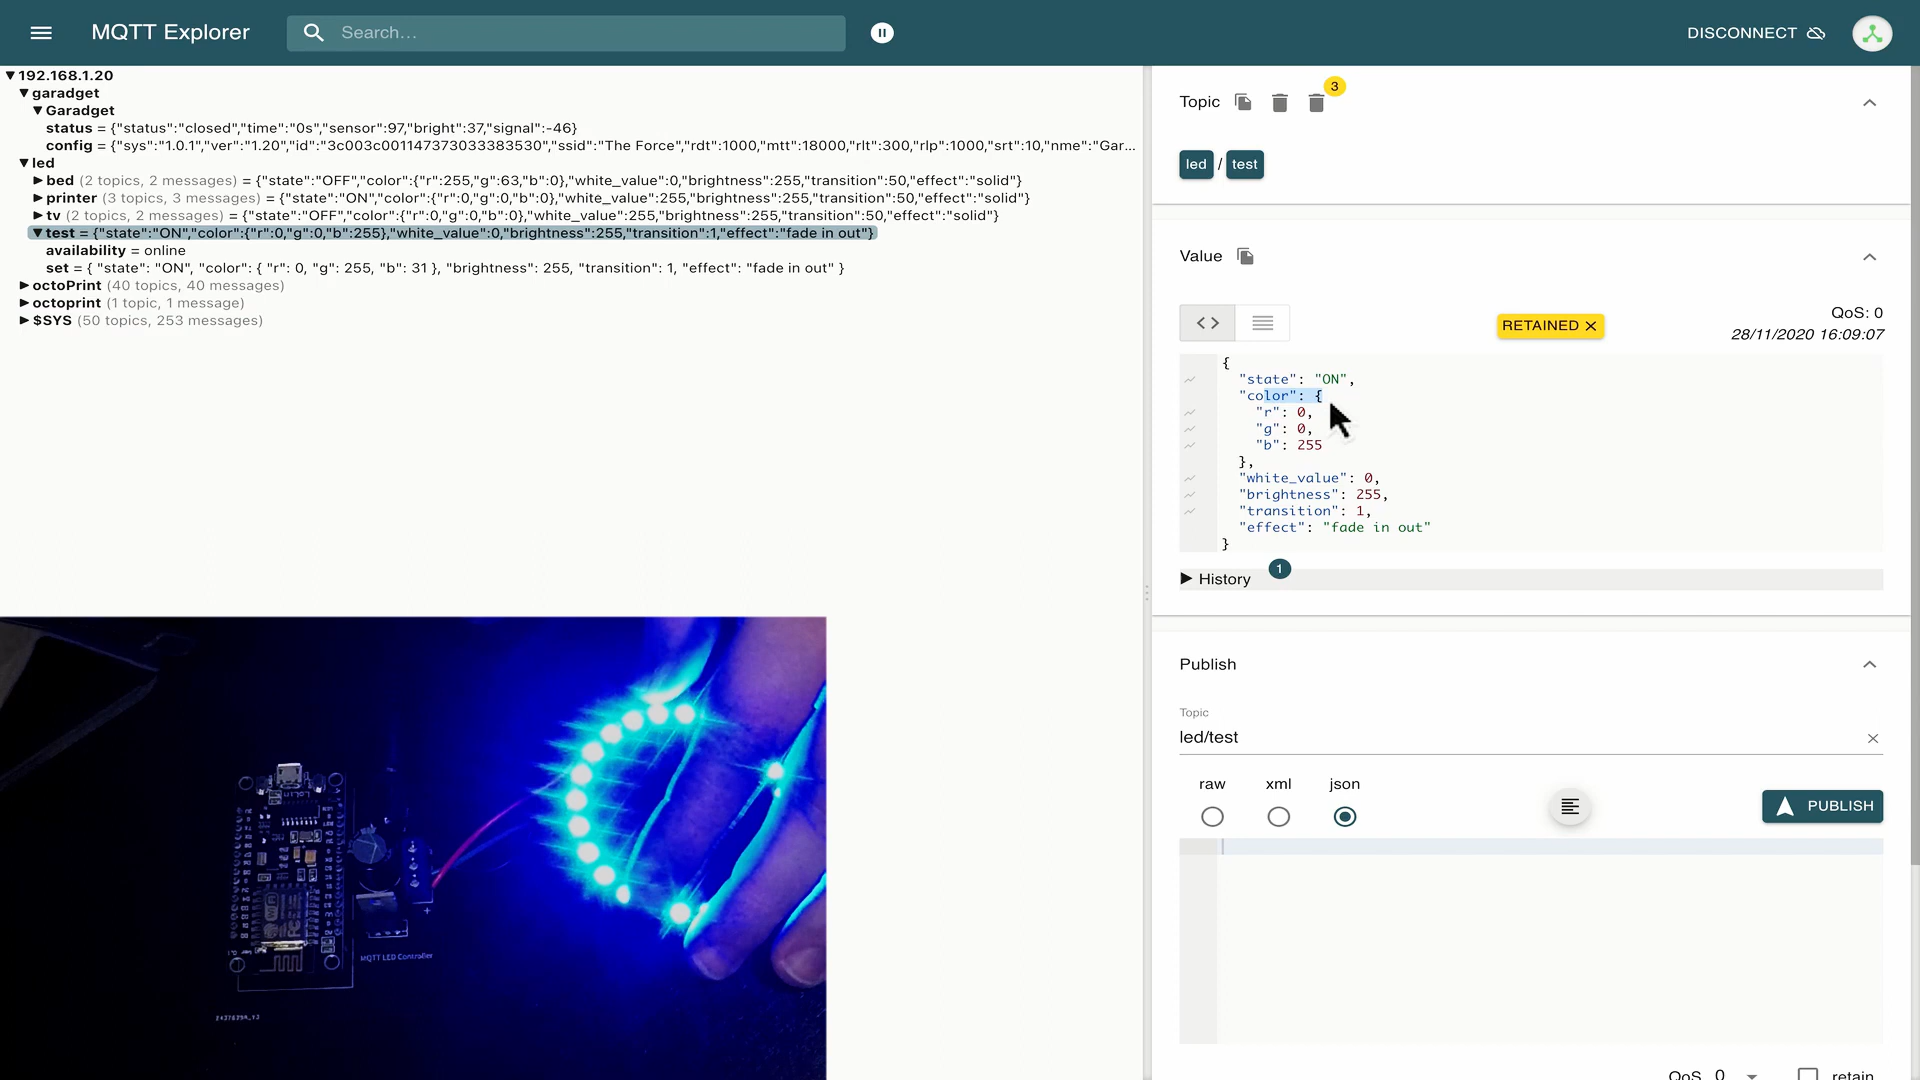 MQTT Explorer
Search...
DISCONNECT
▼192.168.1.20
▼garadget
▼Garadget
status = {"status":"closed","time":"0s","sensor":97,"bright":37,"signal":-46}
config = {"sys":"1.0.1","ver":"1.20","id":"3c003c001147373033383530","ssid":"The Force","rdt":1000,"mtt":18000,"rlt":300,"rlp":1000,"srt":10,"nme":"Gar...
▼led
▶bed (2 topics, 2 messages) = {"state":"OFF","color":{"r":255,"g":63,"b":0},"white_value":0,"brightness":255,"transition":50,"effect":"solid"}
▶printer (3 topics, 3 messages) = {"state":"ON","color":{"r":0,"g":0,"b":0},"white_value":255,"brightness":255,"transition":50,"effect":"solid"}
▶tv (2 topics, 2 messages) = {"state":"OFF","color":{"r":0,"g":0,"b":0},"white_value":255,"brightness":255,"transition":50,"effect":"solid"}
▼test = {"state":"ON","color":{"r":0,"g":0,"b":255},"white_value":0,"brightness":255,"transition":1,"effect":"fade in out"}
availability = online
set = { "state": "ON", "color": { "r": 0, "g": 255, "b": 31 }, "brightness": 255, "transition": 1, "effect": "fade in out" }
▶octoPrint (40 topics, 40 messages)
▶octoprint (1 topic, 1 message)
▶$SYS (50 topics, 253 messages)
Topic 3
led / test
Value
<> RETAINED × QoS: 0
28/11/2020 16:09:07
{
"state": "ON",
"color": {
"r": 0,
"g": 0,
"b": 255
},
"white_value": 0,
"brightness": 255,
"transition": 1,
"effect": "fade in out"
}
▶ History 1
Publish
Topic
led/test
raw xml json
PUBLISH
QoS 0 retain
LoLin
MQTT LED Controller